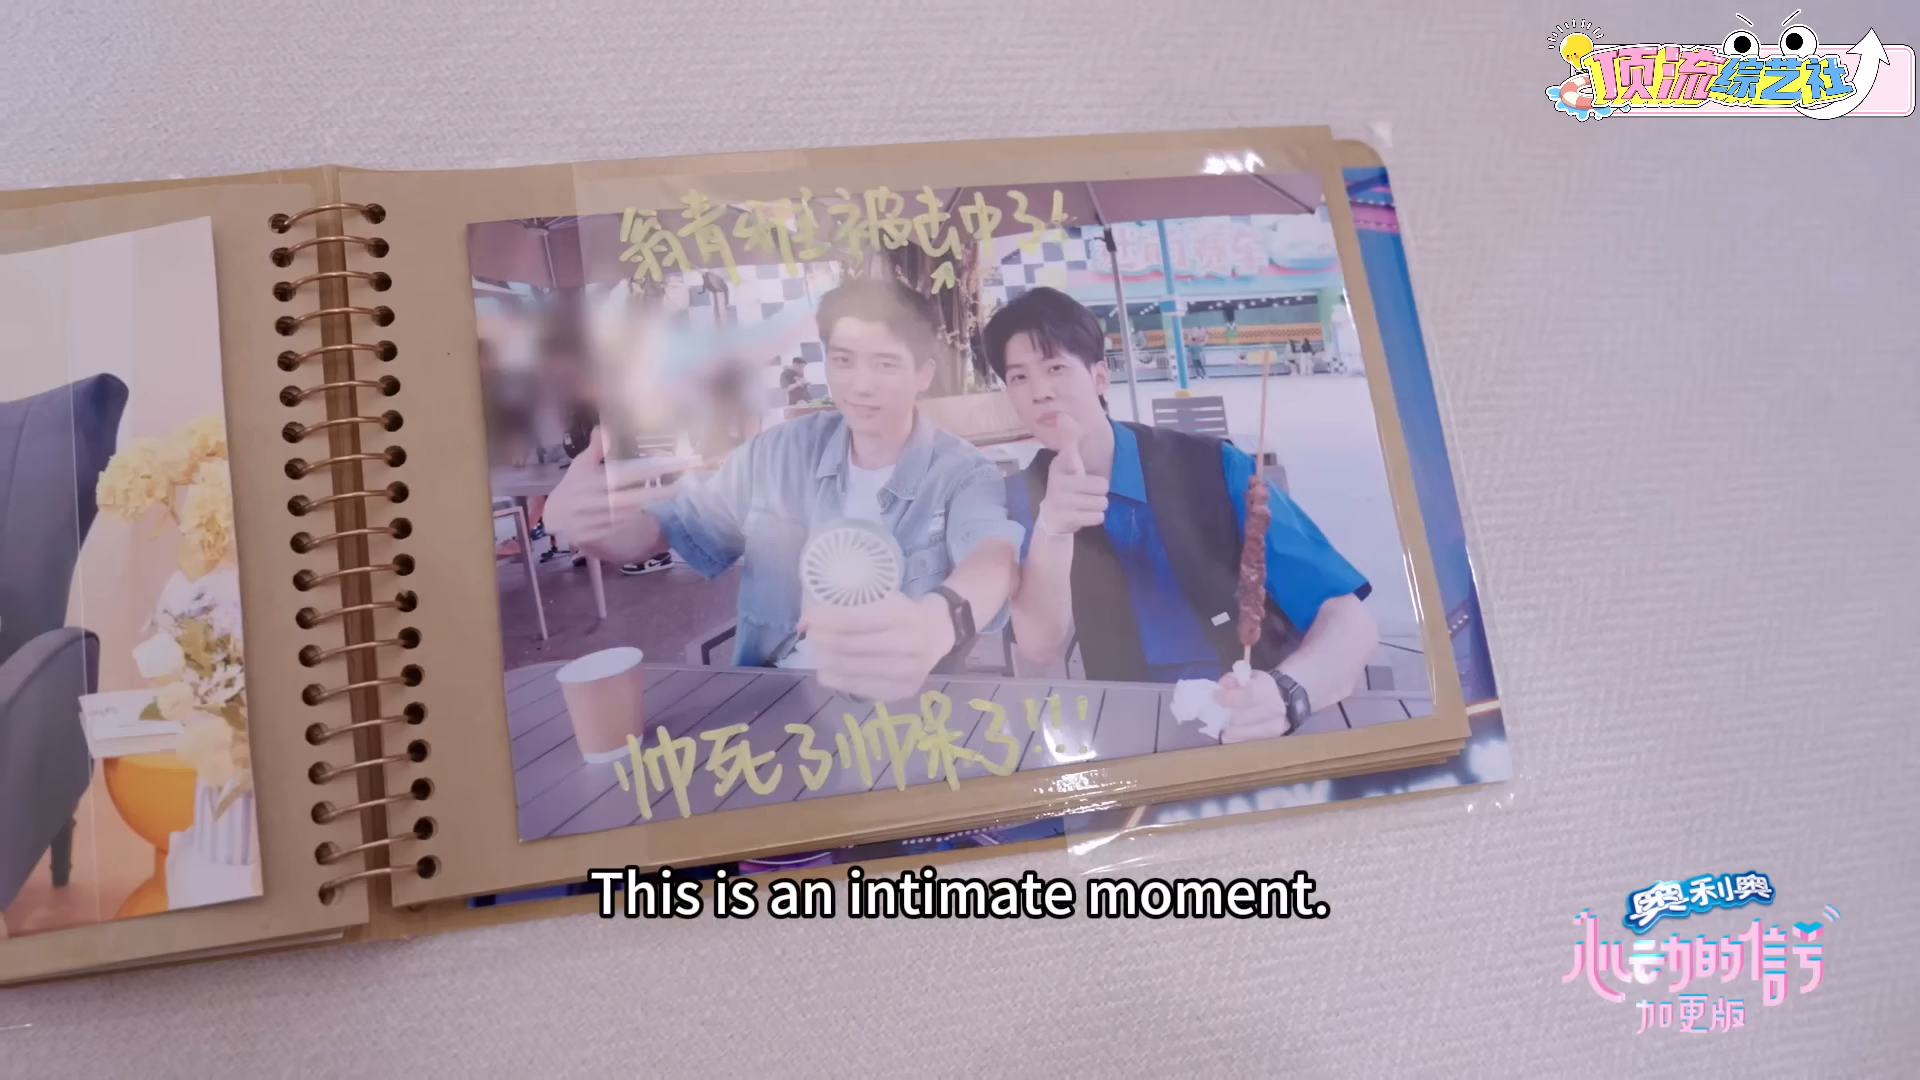 顶流综艺社
翁青雅被击中了!
帅死了帅呆了!!!
This is an intimate moment.
奥利奥
心动的信号
加更版